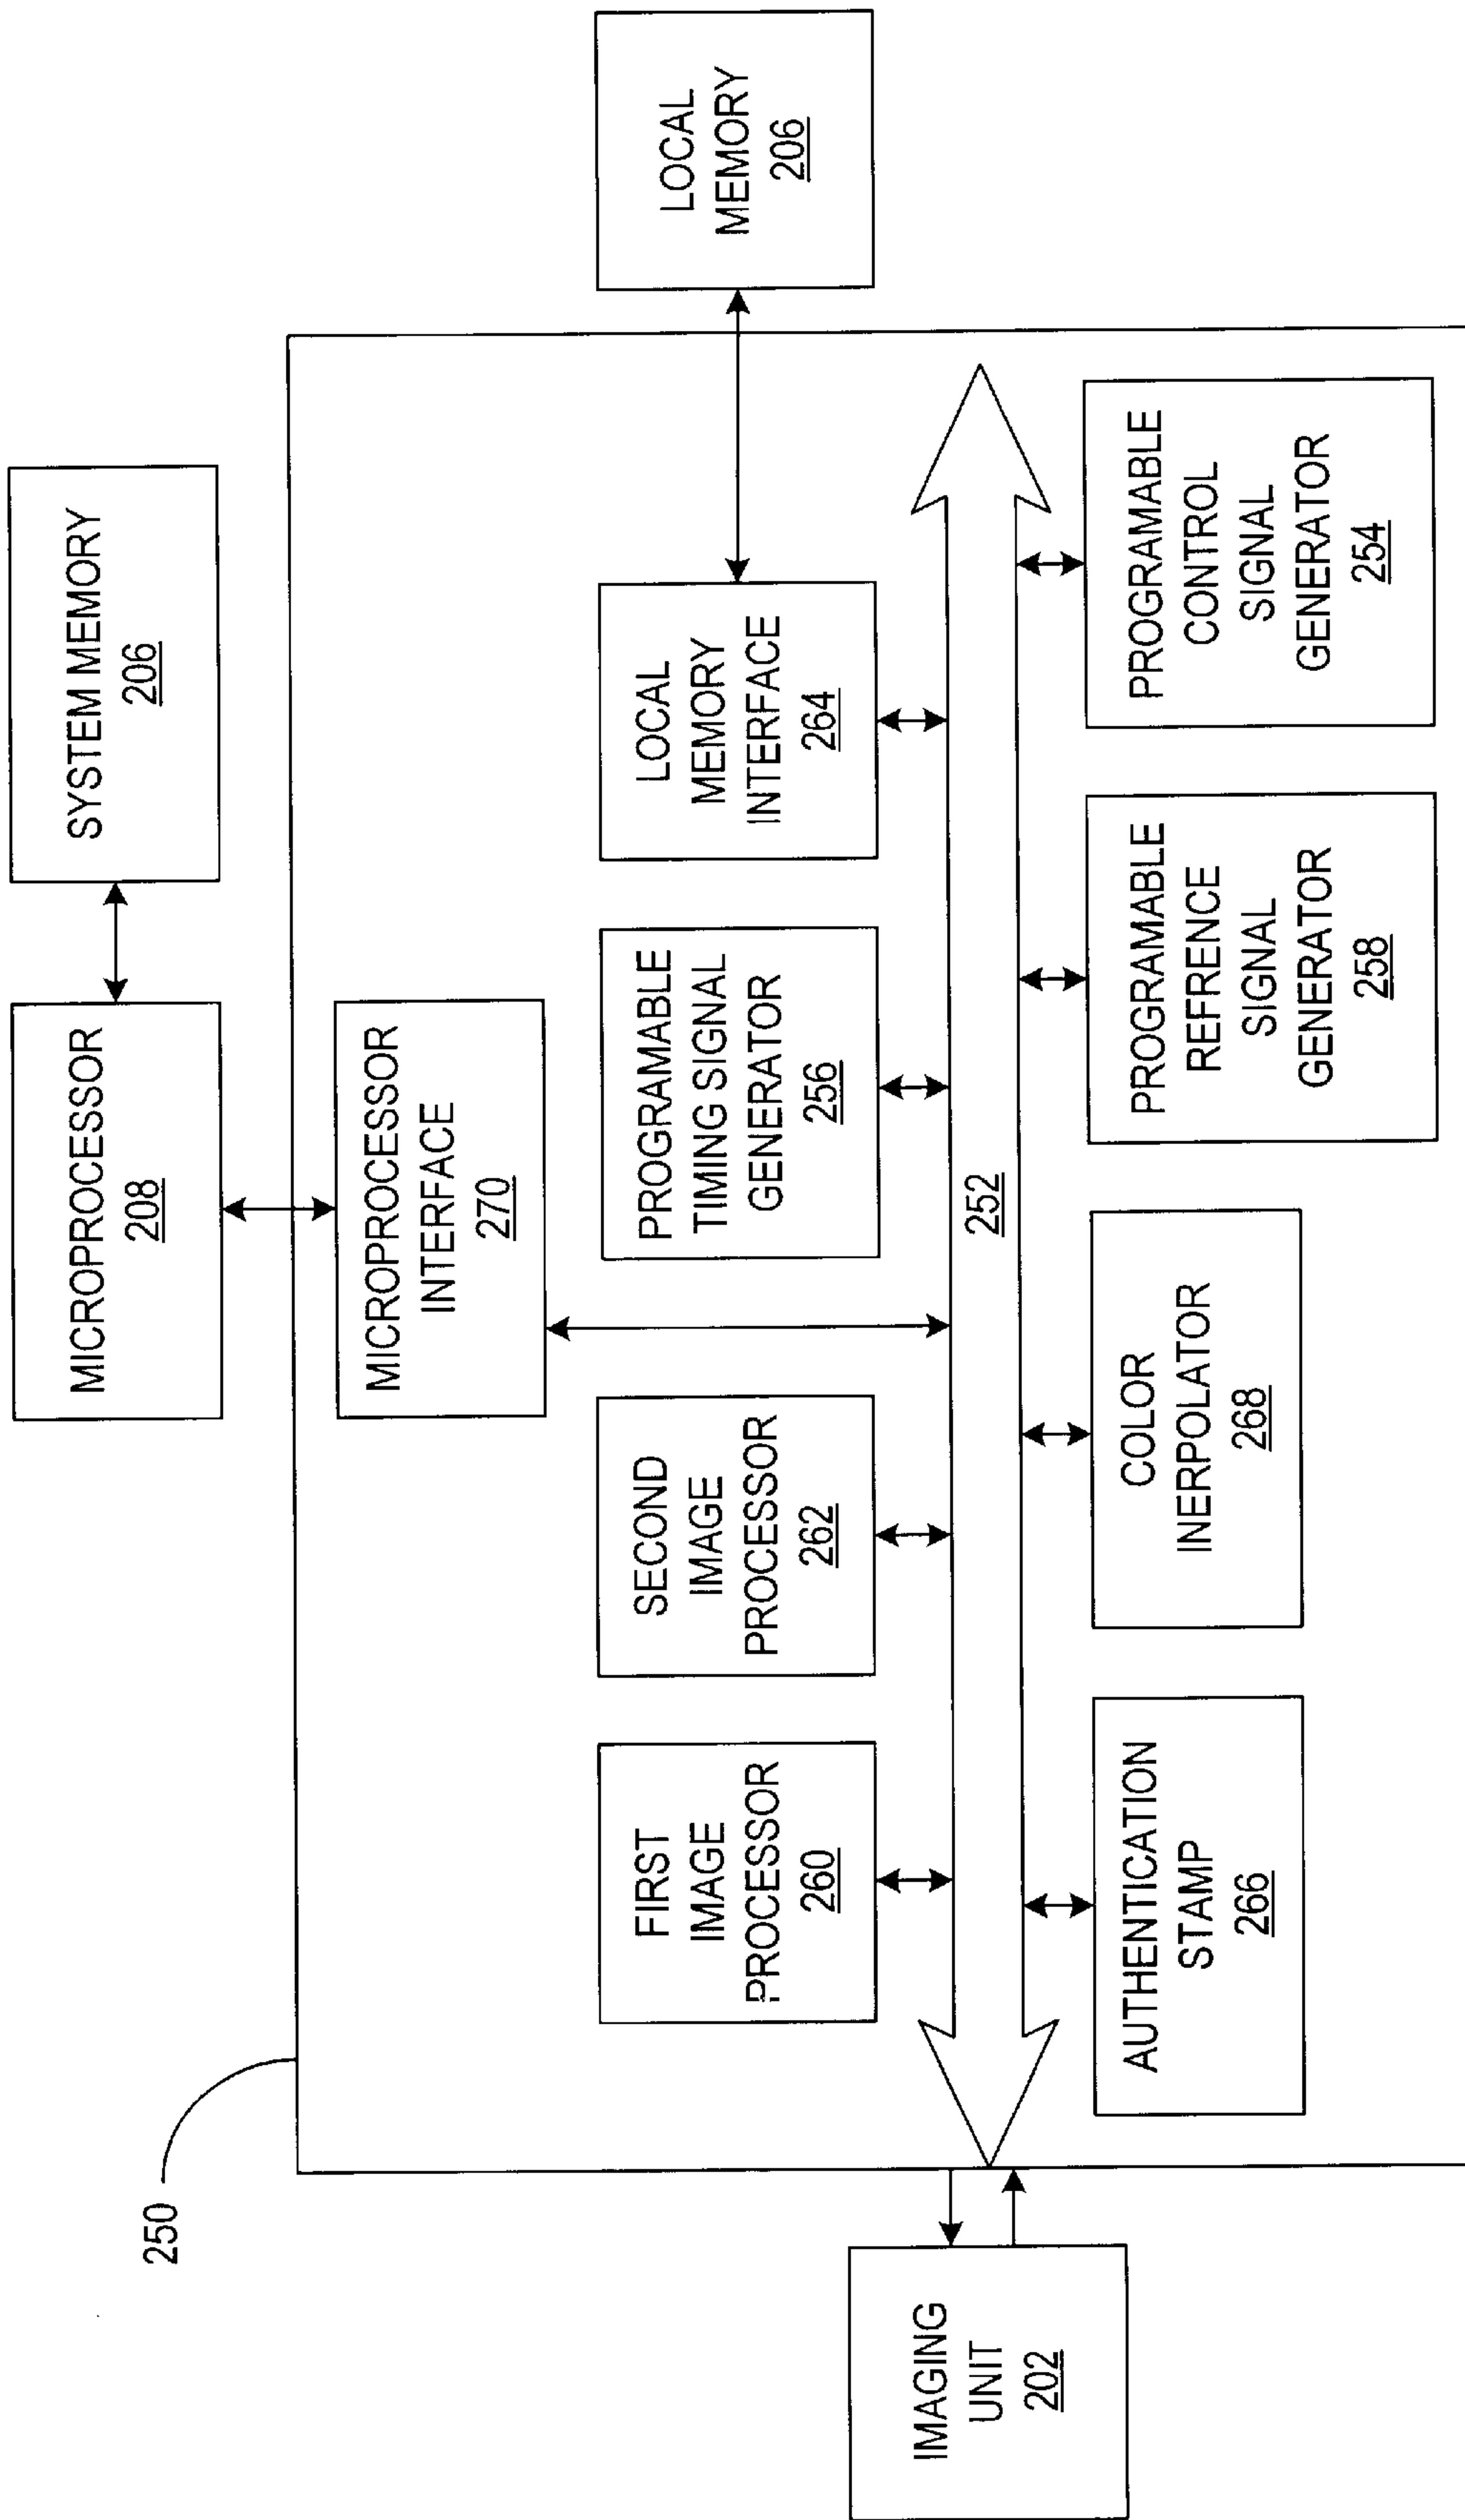 SYSTEM MEMORY
206
MICROPROCESSOR
208
250
MICROPROCESSOR
INTERFACE
270
FIRST
IMAGE
PROCESSOR
260
SECOND
IMAGE
PROCESSOR
262
PROGRAMABLE
TIMING SIGNAL
GENERATOR
256
LOCAL
MEMORY
INTERFACE
264
LOCAL
MEMORY
206
IMAGING
UNIT
202
252
AUTHENTICATION
STAMP
266
COLOR
INERPOLATOR
268
PROGRAMABLE
REFRENCE
SIGNAL
GENERATOR
258
PROGRAMABLE
CONTROL
SIGNAL
GENERATOR
254